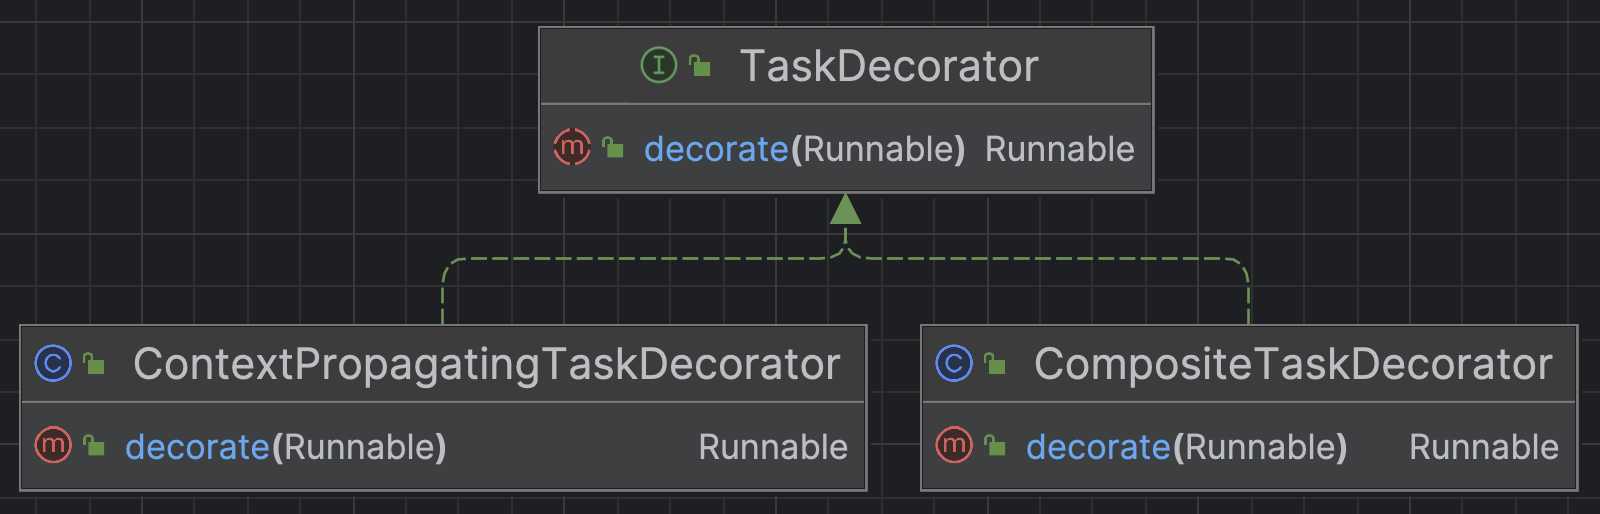 TaskDecorator
decorate(Runnable) Runnable
ContextPropagatingTaskDecorator
decorate(Runnable) Runnable
CompositeTaskDecorator
decorate(Runnable) Runnable